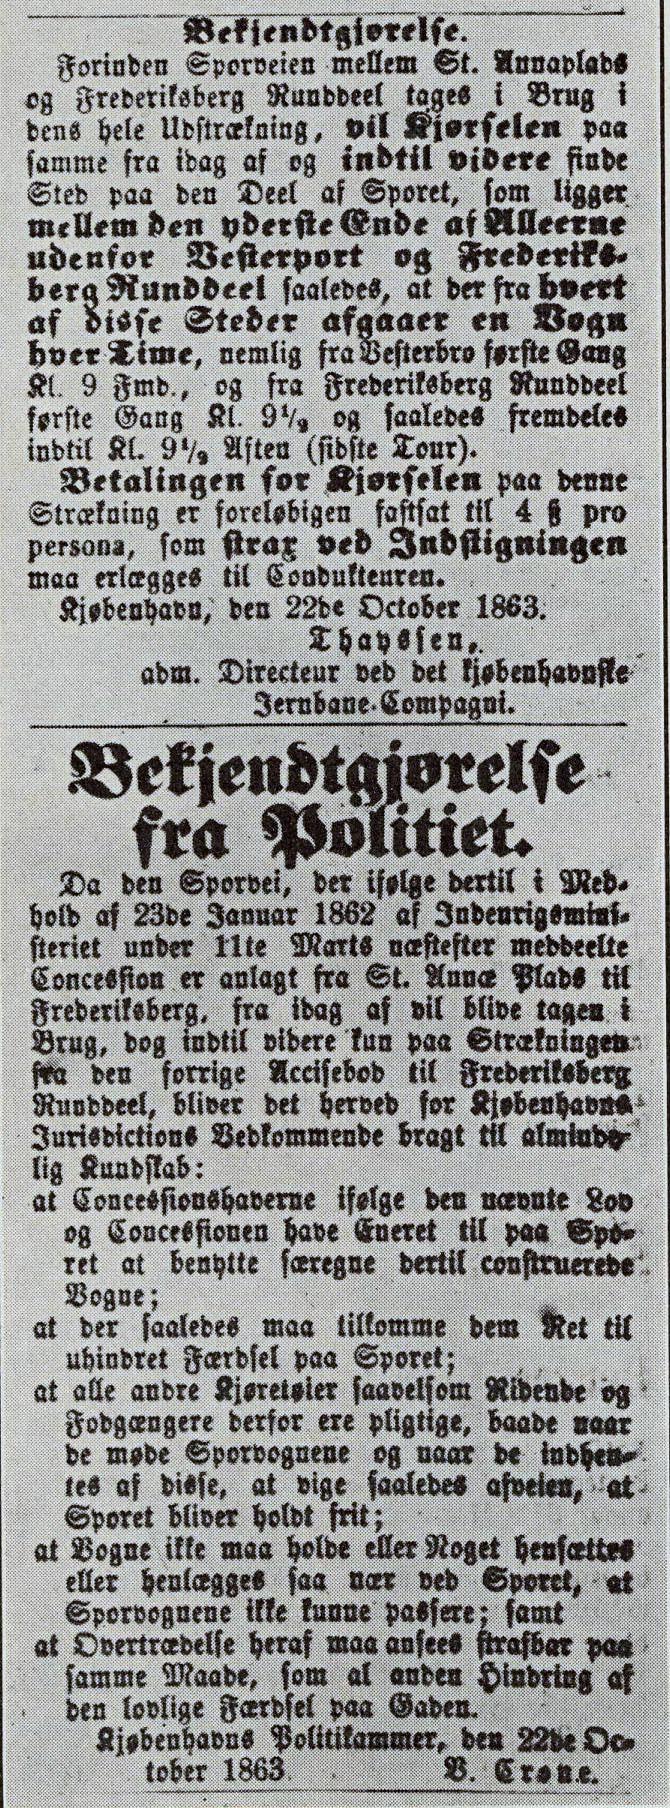 Bekjendtgjørelse.
Forinden Sporveien mellem St. Annaplads
og Frederiksberg Runddeel tages i Brug i
dens hele Udstrækning, vil Kjørselen paa
samme fra idag af og indtil videre finde
Sted paa den Deel af Sporet, som ligger
mellem den yderste Ende af Alleerne
udenfor Vesterport og Frederiks-
berg Runddeel saaledes, at der fra hvert
af disse Steder afgaaer en Vogn
hver Time, nemlig fra Vesterbro første Gang
Kl. 9 Fmd., og fra Frederiksberg Runddeel
første Gang Kl. 9½ og saaledes fremdeles
indtil Kl. 9½ Aften (sidste Tour).
Betalingen for Kjørselen paa denne
Strækning er foreløbigen fastsat til 4 ß pro
persona, som strax ved Indstigningen
maa erlægges til Condukteuren.
Kjøbenhavn, den 22de October 1863.
Thayssen,
adm. Directeur ved det kjøbenhavnske
Jernbane-Compagni.
Bekjendtgjørelse
fra Politiet.
Da den Sporvei, der ifølge dertil i Med-
hold af 23de Januar 1862 af Indenrigsmini-
steriet under 11te Marts næstefter meddeelte
Concession er anlagt fra St. Annæ Plads til
Frederiksberg, fra idag af vil blive tagen i
Brug, dog indtil videre kun paa Strækningen
fra den forrige Accisebod til Frederiksberg
Runddeel, bliver det herved for Kjøbenhavns
Jurisdictions Vedkommende bragt til alminde-
lig Kundskab:
at Concessionshaverne ifølge den nævnte Lov
og Concessionen have Eneret til paa Spo-
ret at benytte særegne dertil construerede
Vogne;
at der saaledes maa tilkomme dem Ret til
uhindret Færdsel paa Sporet;
at alle andre Kjøretøier saavelsom Ridende og
Fodgængere derfor ere pligtige, baade naar
de møde Sporvognene og naar de indhen-
tes af disse, at vige saaledes afveien, at
Sporet bliver holdt frit;
at Vogne ikke maa holde eller Noget hensættes
eller henlægges saa nær ved Sporet, at
Sporvognene ikke kunne passere; samt
at Overtrædelse heraf maa ansees strafbar paa
samme Maade, som al anden Hindring af
den lovlige Færdsel paa Gaden.
Kjøbenhavns Politikammer, den 22de Oc-
tober 1863. V. Crone.